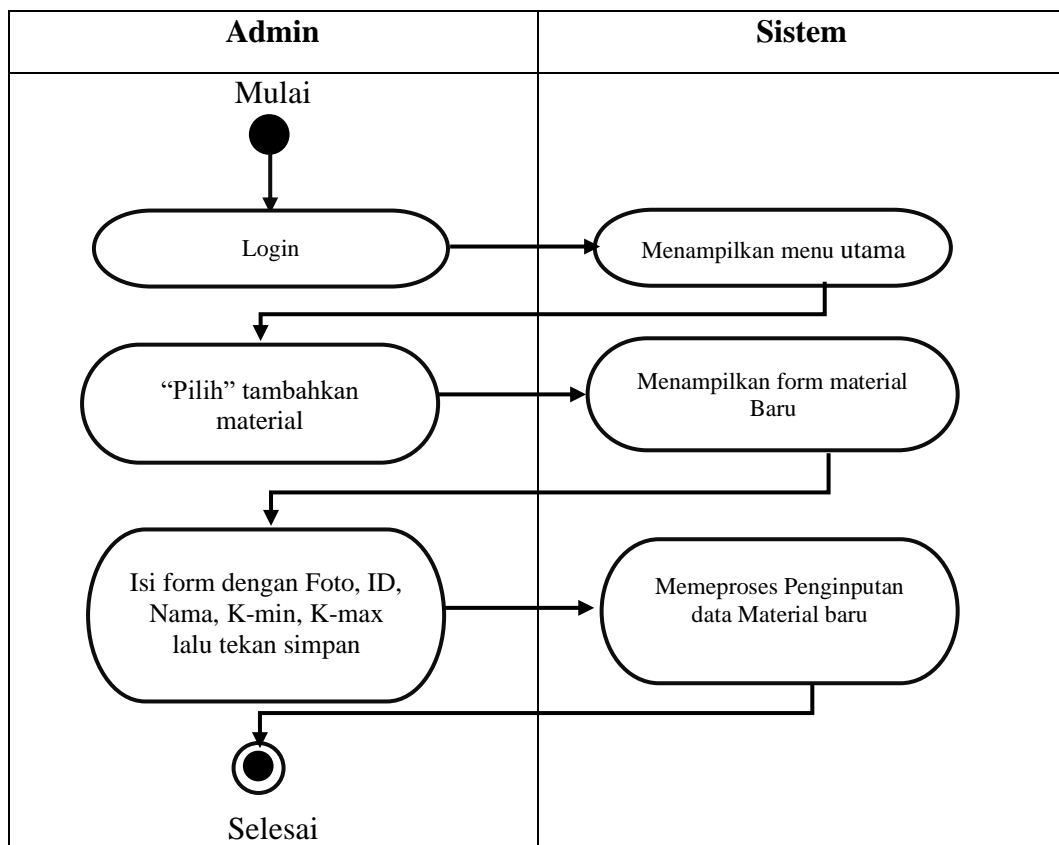 Admin
Sistem
Mulai
Login
Menampilkan menu utama
“Pilih” tambahkan
material
Menampilkan form material
Baru
Isi form dengan Foto, ID,
Nama, K-min, K-max
lalu tekan simpan
Memeproses Penginputan
data Material baru
Selesai